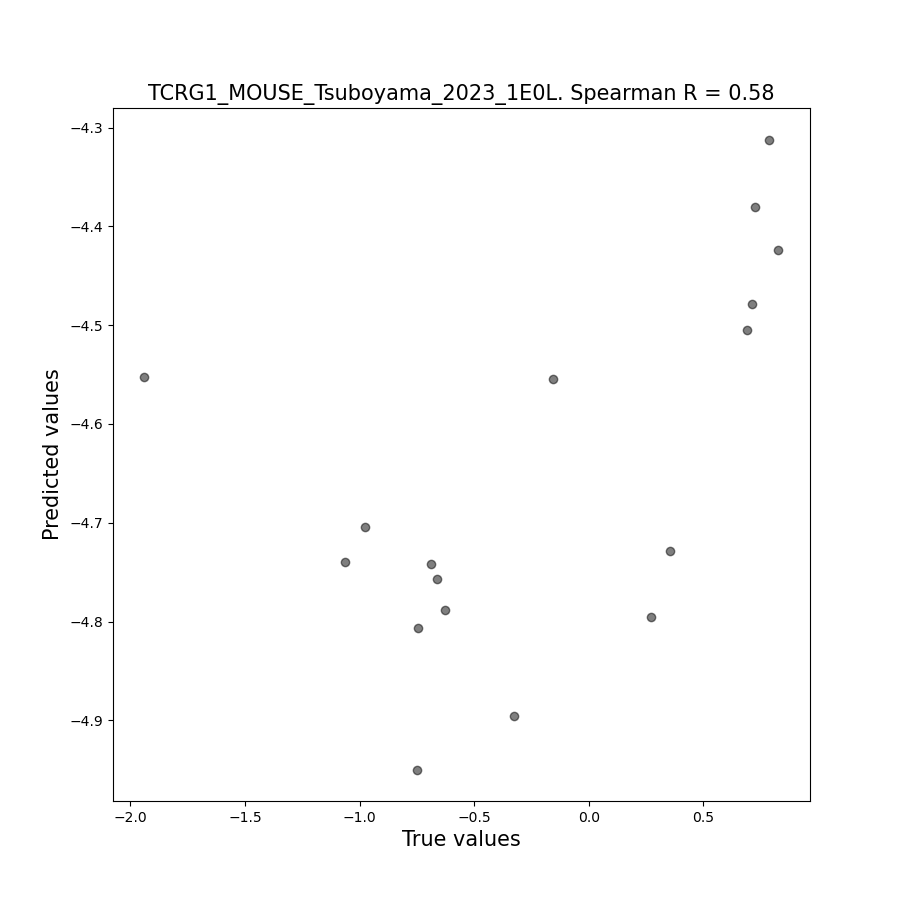 TCRG1_MOUSE_Tsuboyama_2023_1E0L. Spearman R = 0.58
−4.3
−4.4
−4.5
−4.6
−4.7
−4.8
−4.9
Predicted values
−2.0 −1.5 −1.0 −0.5 0.0 0.5
True values